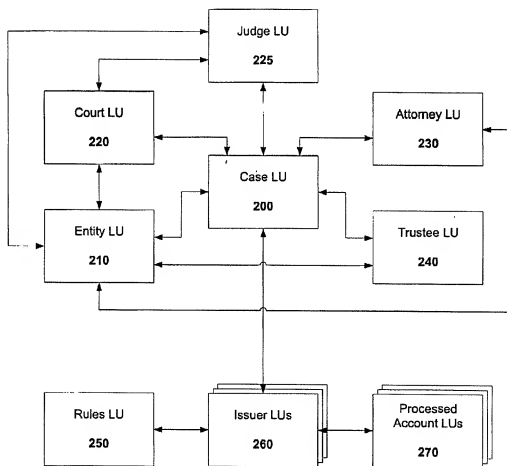 Judge LU
225
Court LU
220
Attorney LU
230
Case LU
200
Entity LU
210
Trustee LU
240
Rules LU
250
Issuer LUs
260
Processed
Account LUs
270